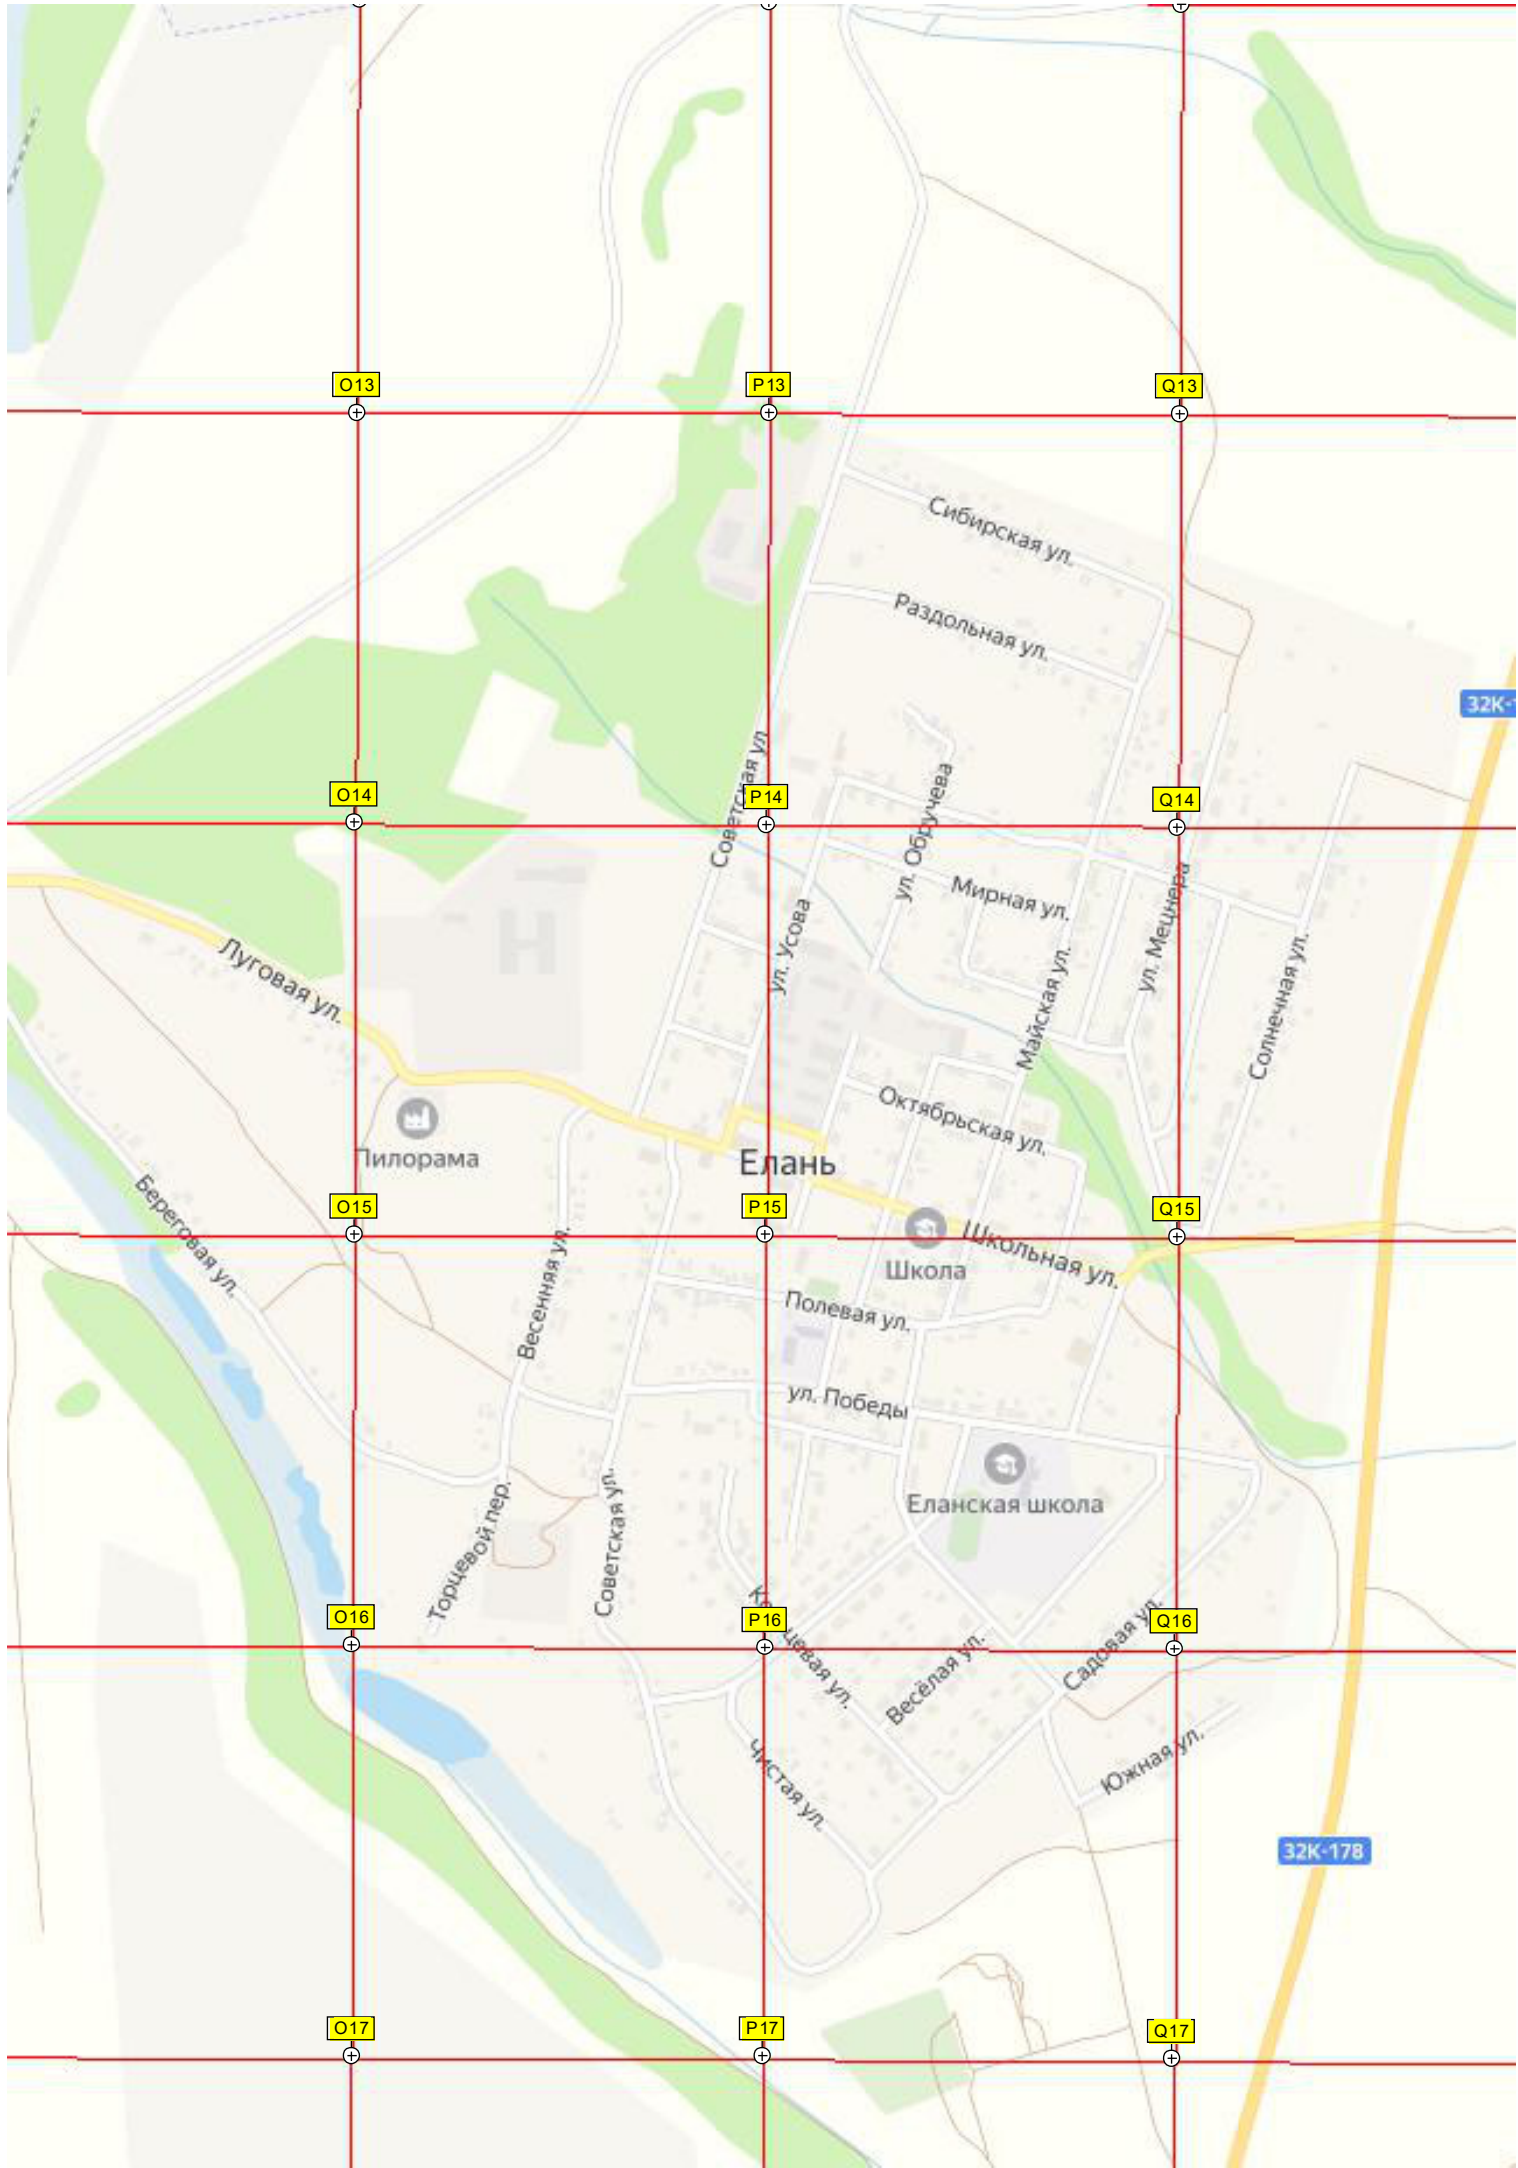 O13
P13
Q13
Сибирская ул.
Раздольная ул.
32К-1
Советская ул
O14
P14
Q14
ул. Обручева
Мирная ул.
ул. Мецнера
ул. Усова
Луговая ул.
Майская ул.
Солнечная ул.
Октябрьская ул.
Пилорама
Елань
Береговая ул.
O15
P15
Q15
Школьная ул.
Школа
Весенняя ул.
Полевая ул.
ул. Победы
Еланская школа
Торцевой пер.
Советская ул.
O16
P16
Q16
Садовая ул.
Весёлая ул.
Чистая ул.
Южная ул.
32К-178
O17
P17
Q17